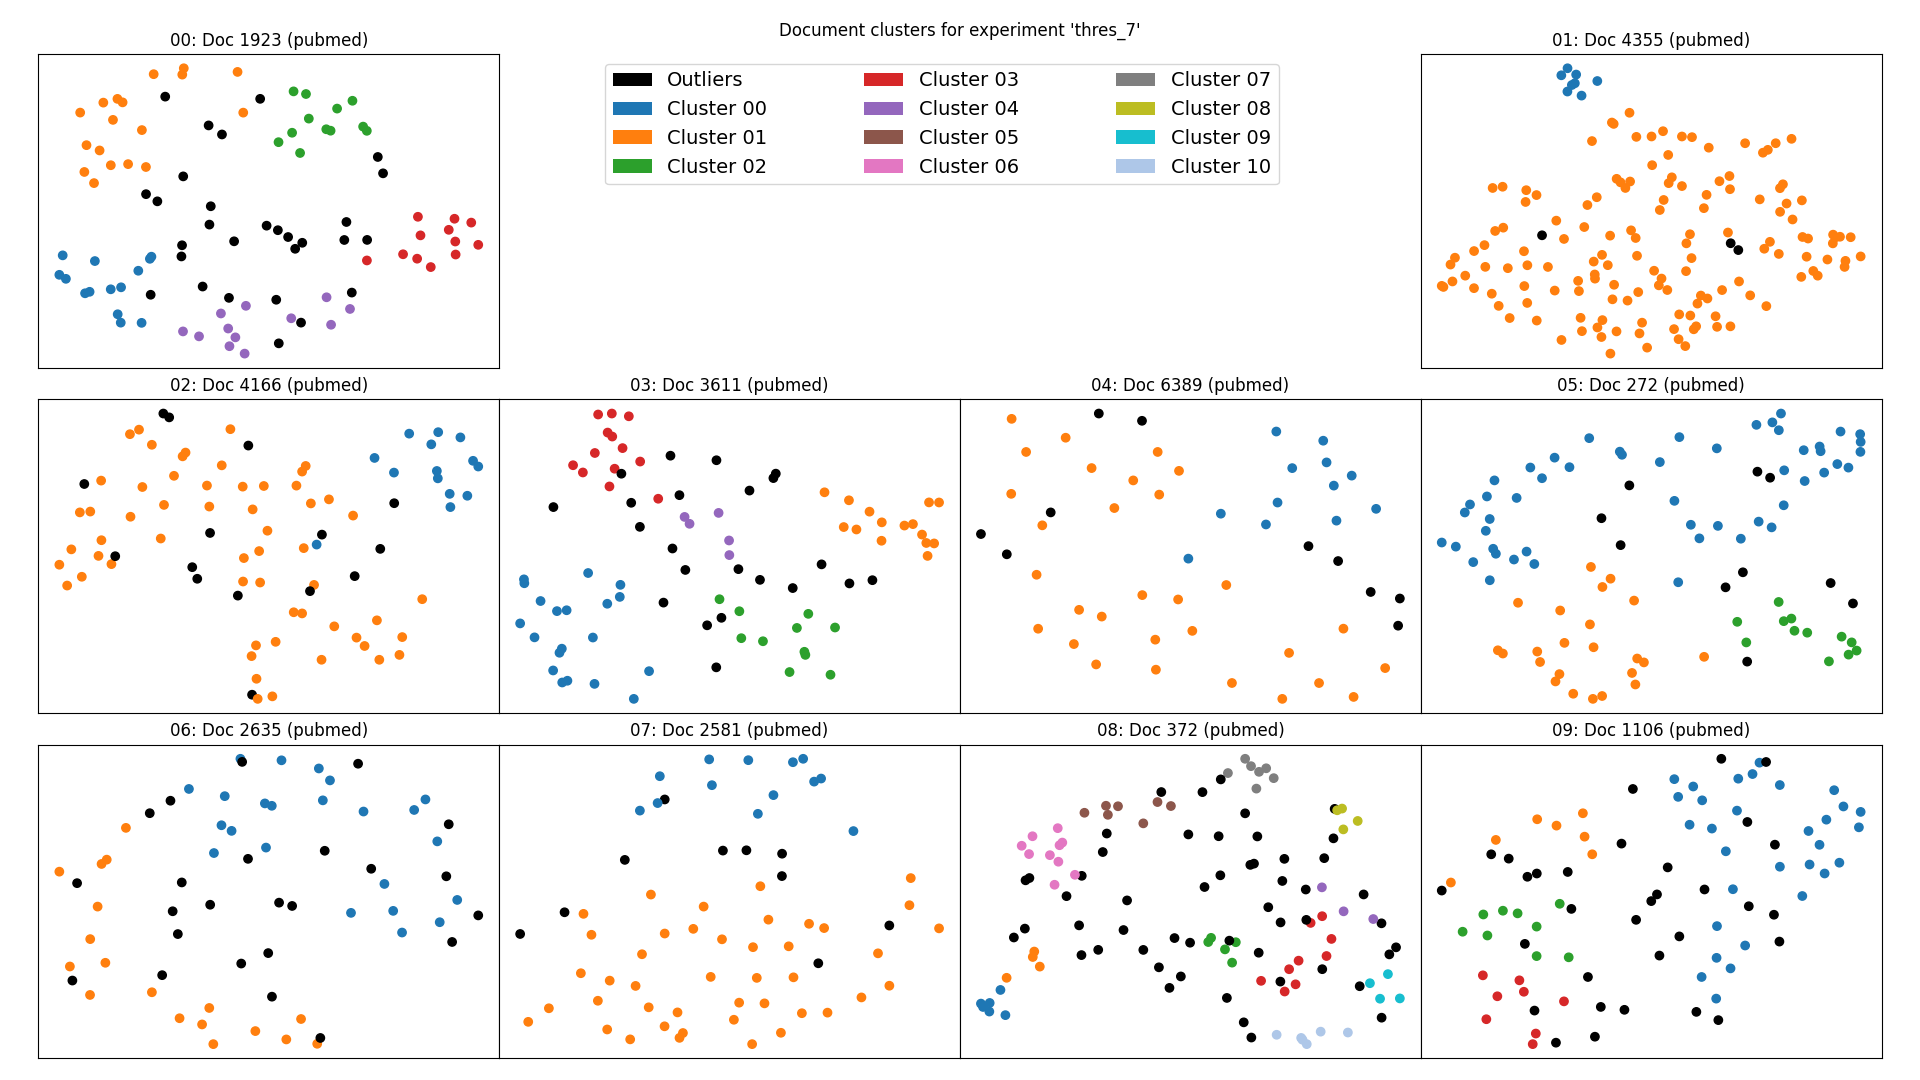 Document clusters for experiment 'thres_7'
00: Doc 1923 (pubmed)
01: Doc 4355 (pubmed)
Outliers
Cluster 00
Cluster 01
Cluster 02
Cluster 03
Cluster 04
Cluster 05
Cluster 06
Cluster 07
Cluster 08
Cluster 09
Cluster 10
02: Doc 4166 (pubmed)
03: Doc 3611 (pubmed)
04: Doc 6389 (pubmed)
05: Doc 272 (pubmed)
06: Doc 2635 (pubmed)
07: Doc 2581 (pubmed)
08: Doc 372 (pubmed)
09: Doc 1106 (pubmed)